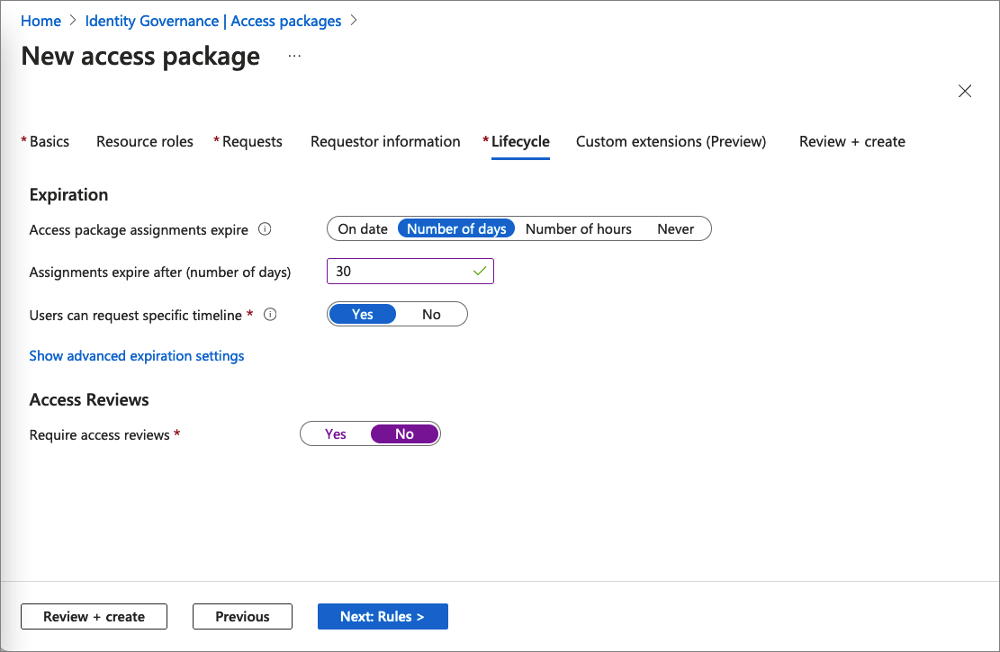 Home > Identity Governance | Access packages >
New access package ...
* Basics Resource roles * Requests Requestor information * Lifecycle Custom extensions (Preview) Review + create
Expiration
Access package assignments expire On date Number of days Number of hours Never
Assignments expire after (number of days) 30
Users can request specific timeline * Yes No
Show advanced expiration settings
Access Reviews
Require access reviews * Yes No
Review + create Previous Next: Rules >